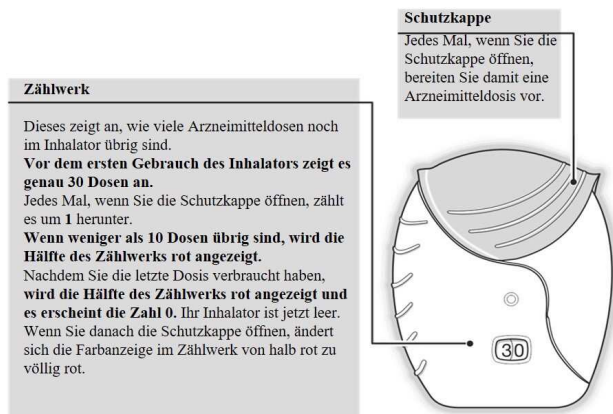 Schutzkappe
Jedes Mal, wenn Sie die
Schutzkappe öffnen,
bereiten Sie damit eine
Arzneimitteldosis vor.
Zählwerk
Dieses zeigt an, wie viele Arzneimitteldosen noch
im Inhalator übrig sind.
Vor dem ersten Gebrauch des Inhalators zeigt es
genau 30 Dosen an.
Jedes Mal, wenn Sie die Schutzkappe öffnen, zählt
es um 1 herunter.
Wenn weniger als 10 Dosen übrig sind, wird die
Hälfte des Zählwerks rot angezeigt.
Nachdem Sie die letzte Dosis verbraucht haben,
wird die Hälfte des Zählwerks rot angezeigt und
es erscheint die Zahl 0. Ihr Inhalator ist jetzt leer.
Wenn Sie danach die Schutzkappe öffnen, ändert
sich die Farbanzeige im Zählwerk von halb rot zu
völlig rot.
30